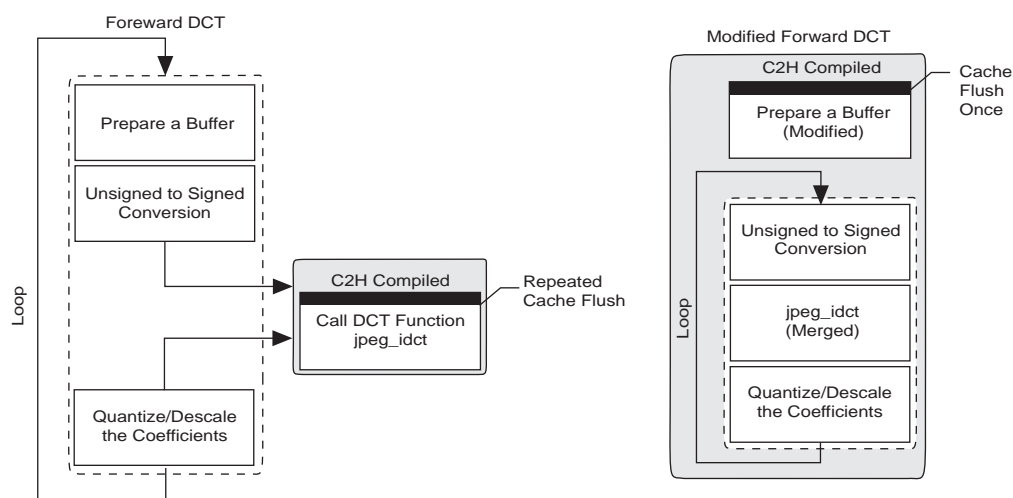 Foreward DCT
Prepare a Buffer
Unsigned to Signed
Conversion
Loop
C2H Compiled
Call DCT Function
jpeg_idct
Repeated
Cache Flush
Quantize/Descale
the Coefficients
Modified Forward DCT
C2H Compiled
Cache
Flush
Once
Prepare a Buffer
(Modified)
Loop
Unsigned to Signed
Conversion
jpeg_idct
(Merged)
Quantize/Descale
the Coefficients